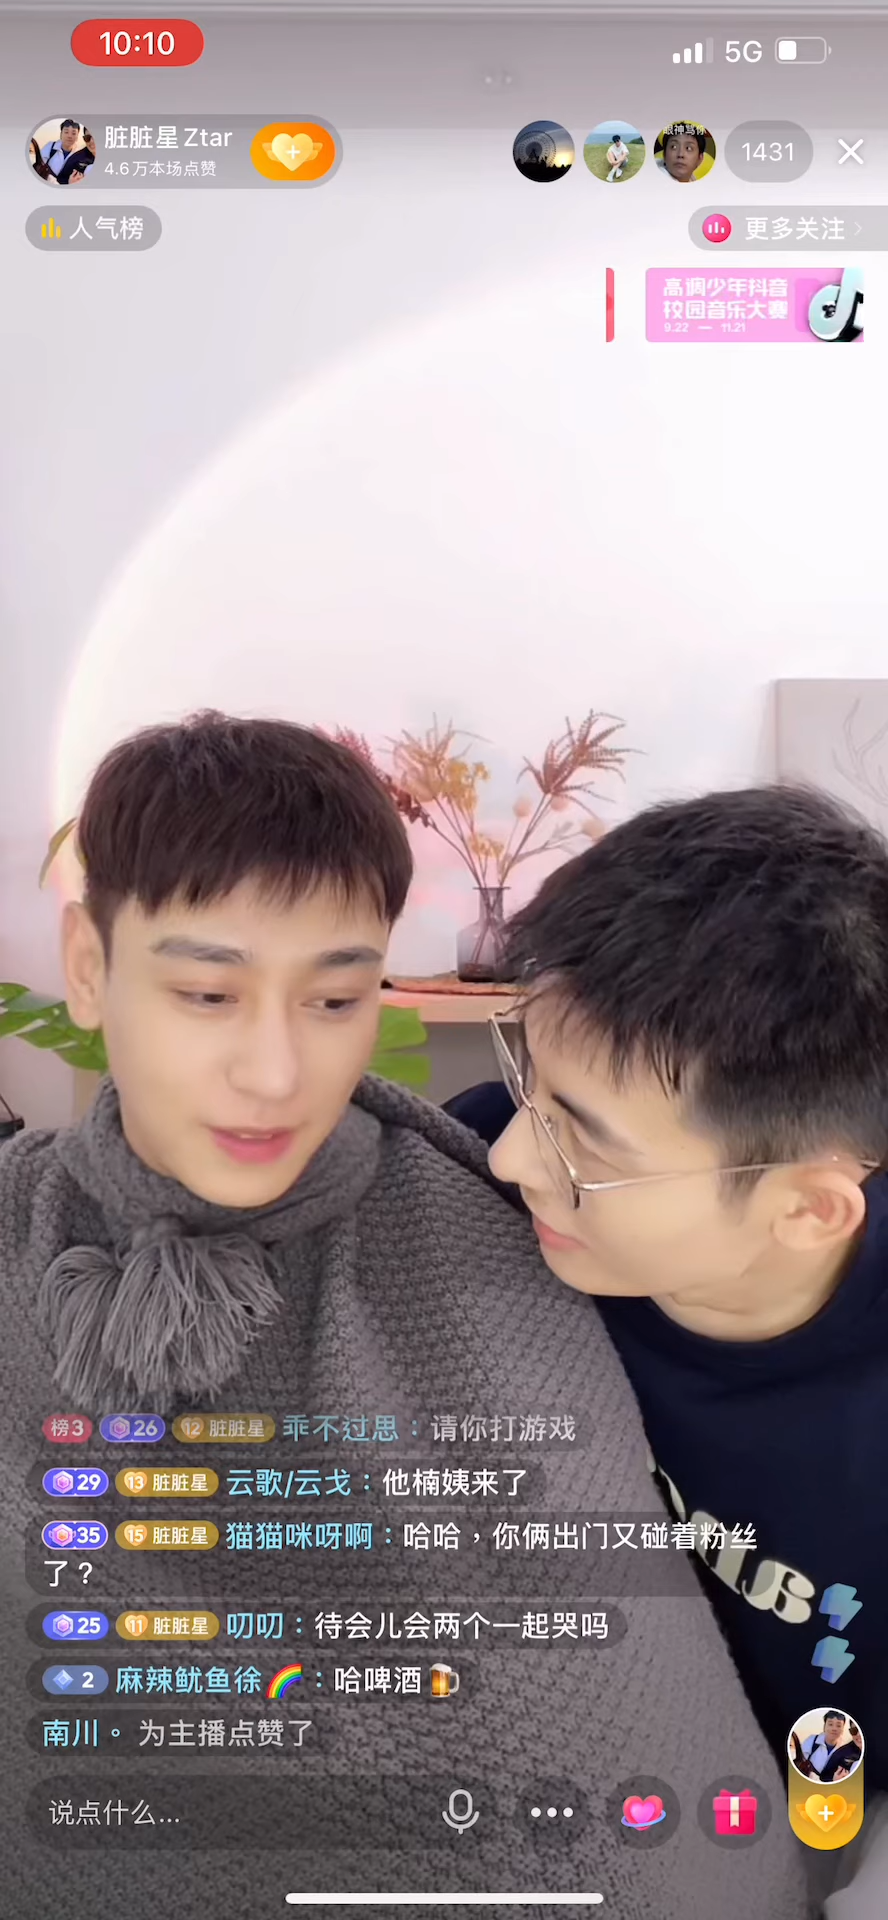 10:10
5G
脏脏星Ztar
4.6万本场点赞
1431
人气榜
更多关注
高调少年抖音
校园音乐大赛
9.22 — 11.21
眼神骂你
榜3 26 12 脏脏星 乖不过思：请你打游戏
29 13 脏脏星 云歌/云戈：他楠姨来了
35 15 脏脏星 猫猫咪呀啊：哈哈，你俩出门又碰着粉丝
了？
25 11 脏脏星 叨叨：待会儿会两个一起哭吗
2 麻辣鱿鱼徐🌈：哈啤酒🍺
南川。 为主播点赞了
说点什么...